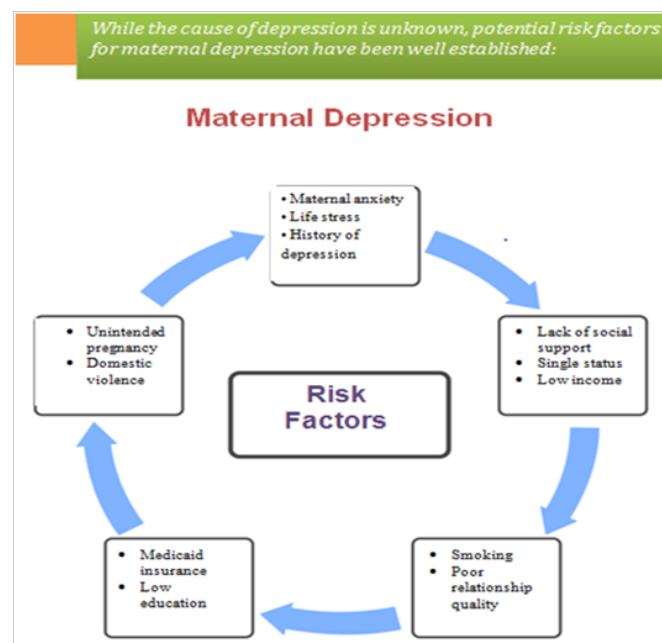 While the cause of depression is unknown, potential risk factors
for maternal depression have been well established:
Maternal Depression
• Maternal anxiety
• Life stress
• History of
depression
• Lack of social
support
• Single status
• Low income
• Smoking
• Poor
relationship
quality
• Medicaid
insurance
• Low
education
• Unintended
pregnancy
• Domestic
violence
Risk
Factors